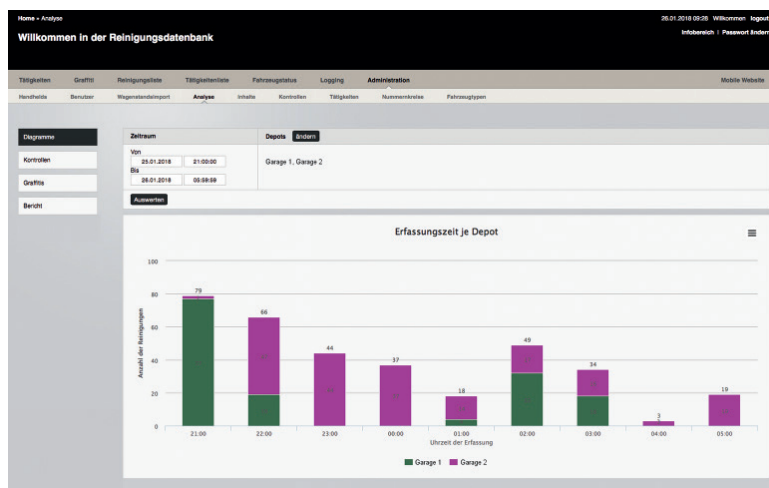 Home » Analyse
26.01.2018 09:28 Willkommen logout
Willkommen in der Reinigungsdatenbank
Infobereich | Passwort ändern
Tätigkeiten Graffiti Reinigungsliste Tätigkeitenliste Fahrzeugstatus Logging Administration Mobile Website
Handhelds Benutzer Wagenstandsimport Analyse Inhalte Kontrollen Tätigkeiten Nummernkreise Fahrzeugtypen
Diagramme
Kontrollen
Graffitis
Bericht
Zeitraum
Depots ändern
Von
25.01.2018 21:00:00
Bis
26.01.2018 05:59:59
Garage 1, Garage 2
Auswerten
Erfassungszeit je Depot
Anzahl der Reinigungen
100
80
60
40
20
0
79
66
44
37
18
49
34
3
19
21:00 22:00 23:00 00:00 01:00 02:00 03:00 04:00 05:00
Uhrzeit der Erfassung
Garage 1 Garage 2